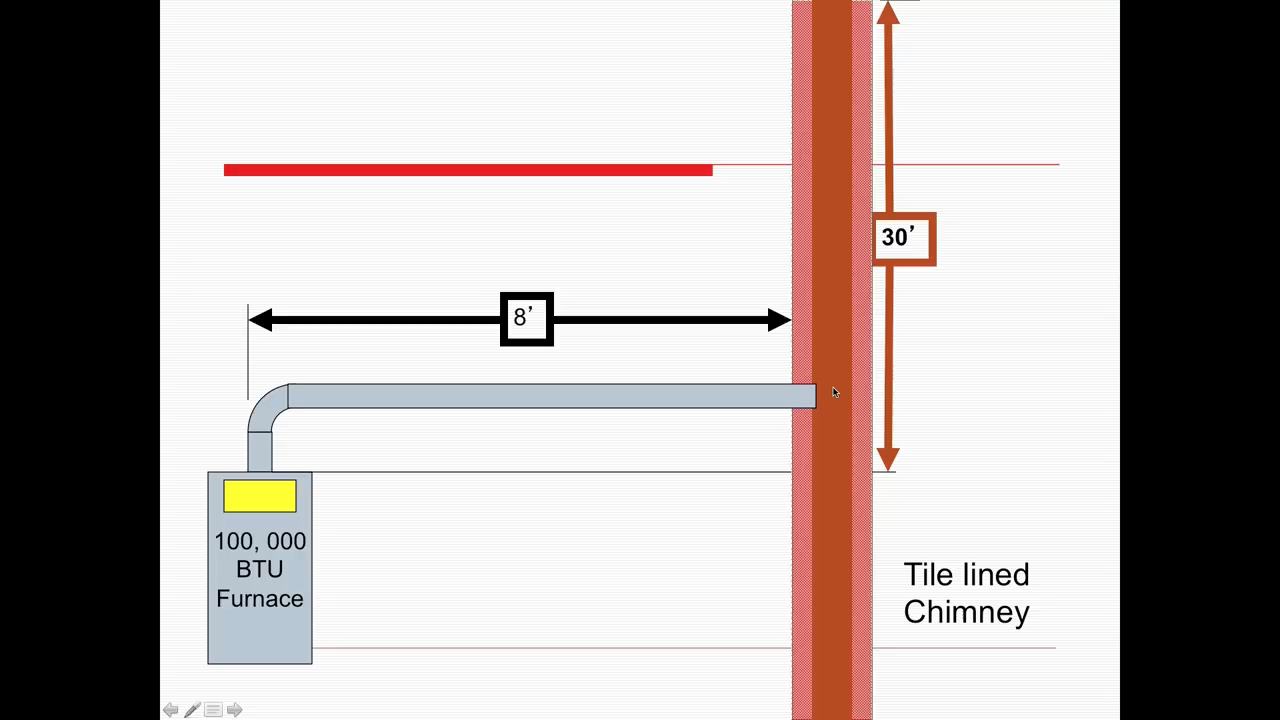 30’
8’
100, 000
BTU
Furnace
Tile lined
Chimney